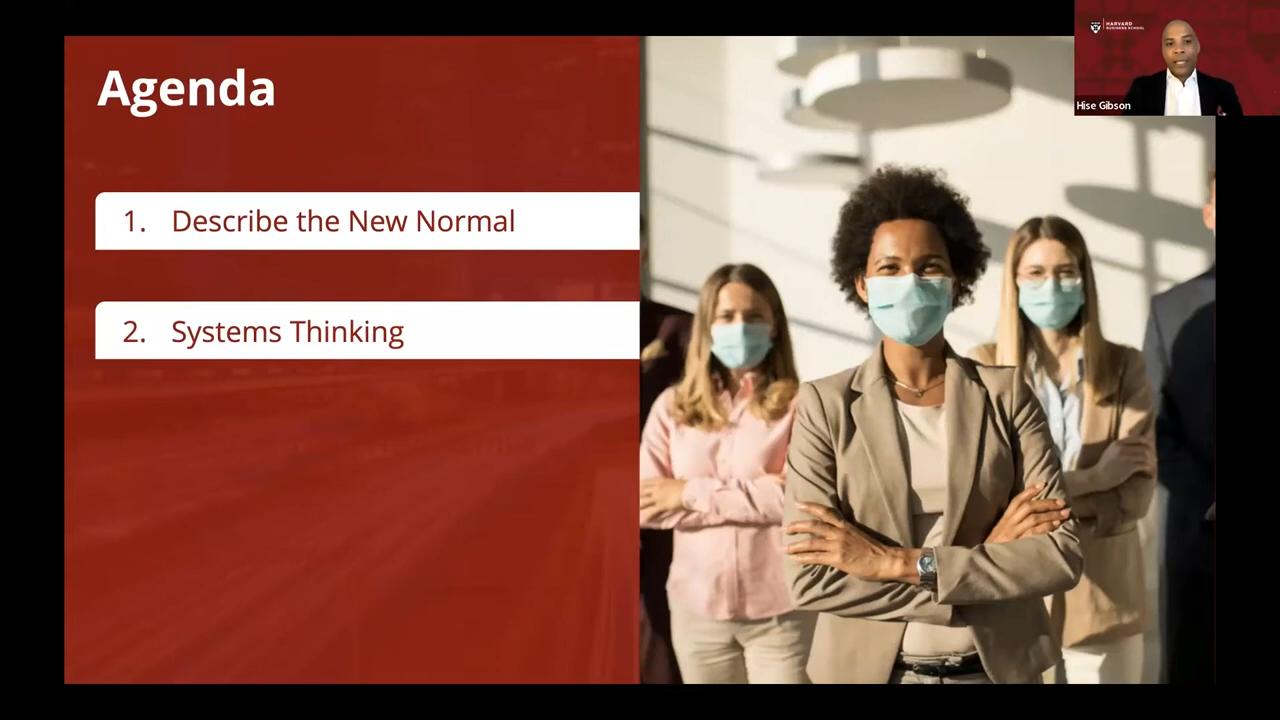 Agenda
1. Describe the New Normal
2. Systems Thinking
HARVARD
BUSINESS SCHOOL
Hise Gibson